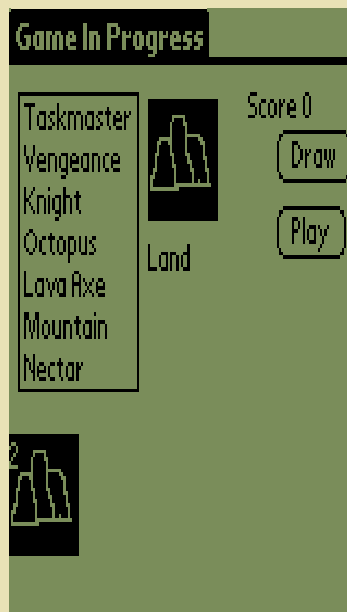 Game In Progress
Score 0
Taskmaster
Vengeance
Knight
Octopus
Lava Axe
Mountain
Nectar
Land
Draw
Play
2